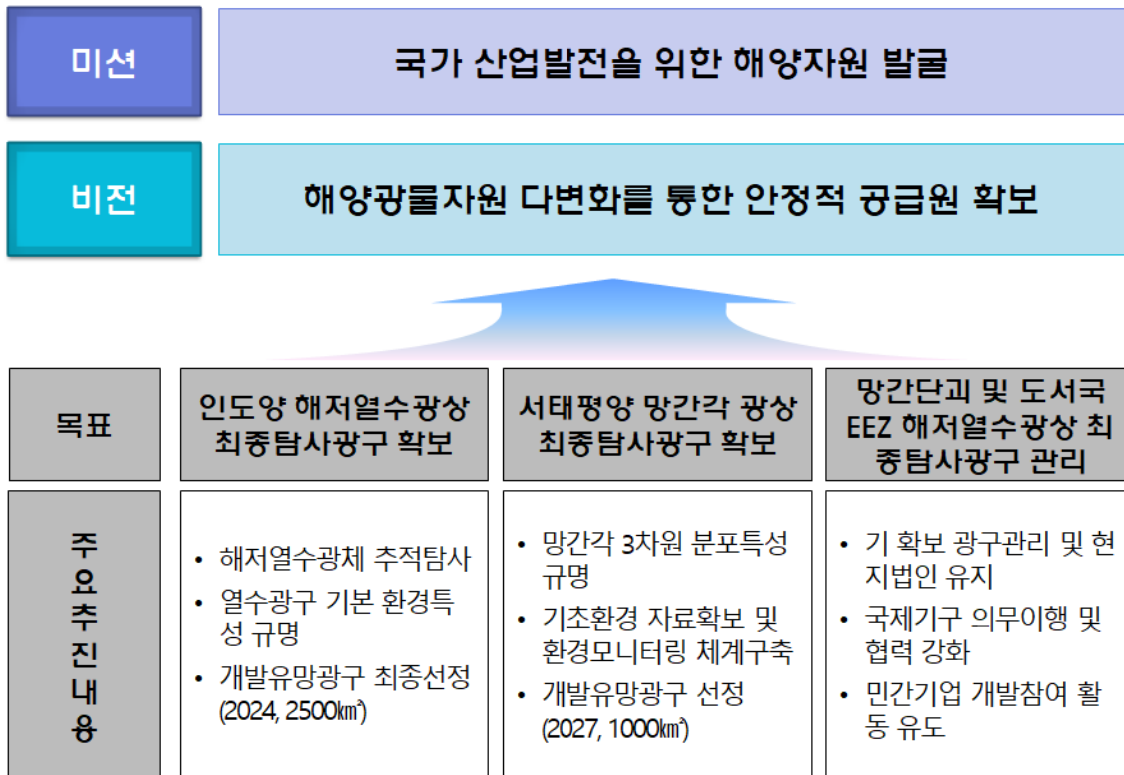 미션
국가 산업발전을 위한 해양자원 발굴
비전
해양광물자원 다변화를 통한 안정적 공급원 확보
목표
인도양 해저열수광상
최종탐사광구 확보
서태평양 망간각 광상
최종탐사광구 확보
망간단괴 및 도서국
EEZ 해저열수광상 최
종탐사광구 관리
주
요
추
진
내
용
• 해저열수광체 추적탐사
• 열수광구 기본 환경특
성 규명
• 개발유망광구 최종선정
(2024, 2500㎢)
• 망간각 3차원 분포특성
규명
• 기초환경 자료확보 및
환경모니터링 체계구축
• 개발유망광구 선정
(2027, 1000㎢)
• 기 확보 광구관리 및 현
지법인 유지
• 국제기구 의무이행 및
협력 강화
• 민간기업 개발참여 활
동 유도